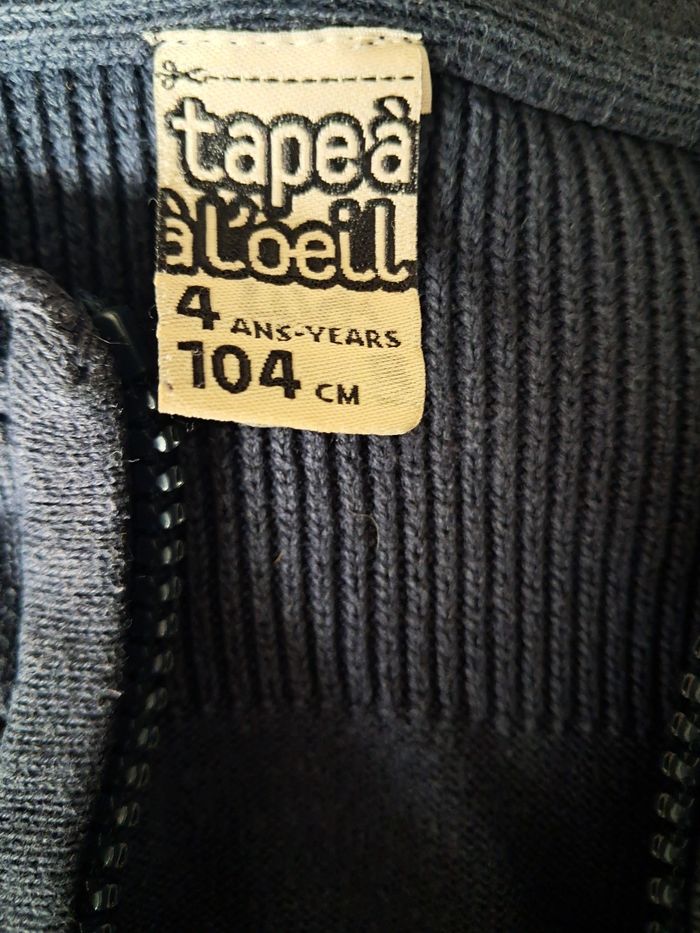 tapeà
à l'oeil
4 ANS-YEARS
104 CM